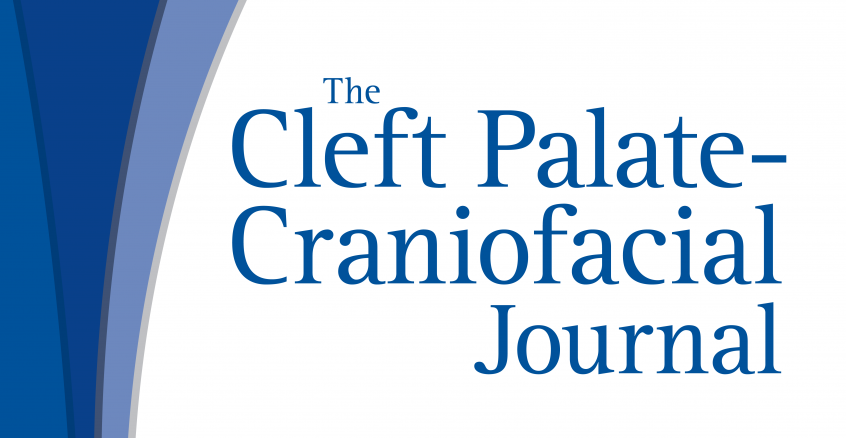 The
Cleft Palate-
Craniofacial
Journal